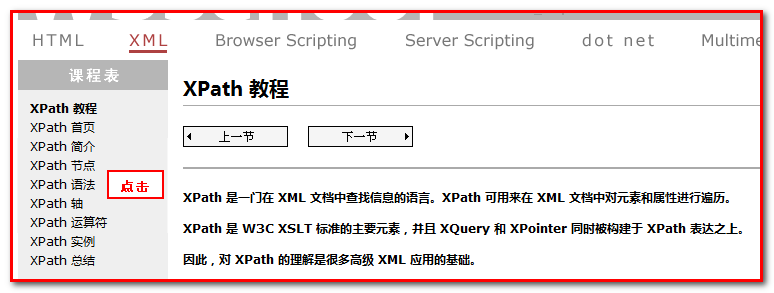 HTML XML Browser Scripting Server Scripting dot net Multime
课程表
XPath 教程
XPath 首页
XPath 简介
XPath 节点
XPath 语法 点击
XPath 轴
XPath 运算符
XPath 实例
XPath 总结
XPath 教程
上一节 下一节
XPath 是一门在 XML 文档中查找信息的语言。XPath 可用来在 XML 文档中对元素和属性进行遍历。
XPath 是 W3C XSLT 标准的主要元素，并且 XQuery 和 XPointer 同时被构建于 XPath 表达之上。
因此，对 XPath 的理解是很多高级 XML 应用的基础。